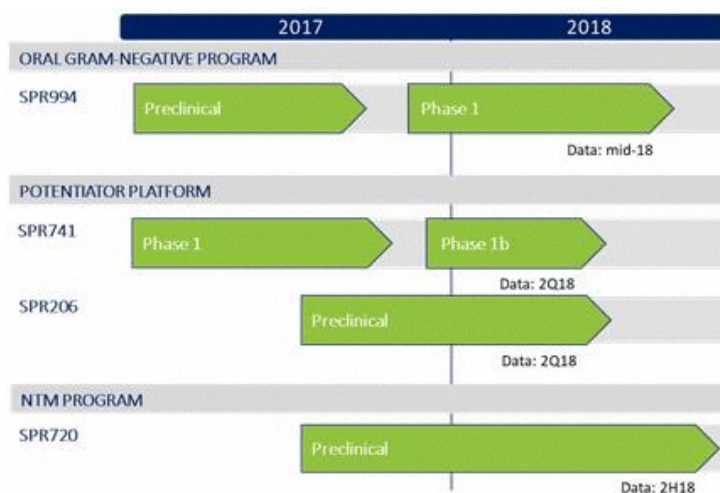 2017 2018
ORAL GRAM-NEGATIVE PROGRAM
SPR994 Preclinical Phase 1
Data: mid-18
POTENTIATOR PLATFORM
SPR741 Phase 1 Phase 1b
Data: 2Q18
SPR206 Preclinical
Data: 2Q18
NTM PROGRAM
SPR720 Preclinical
Data: 2H18